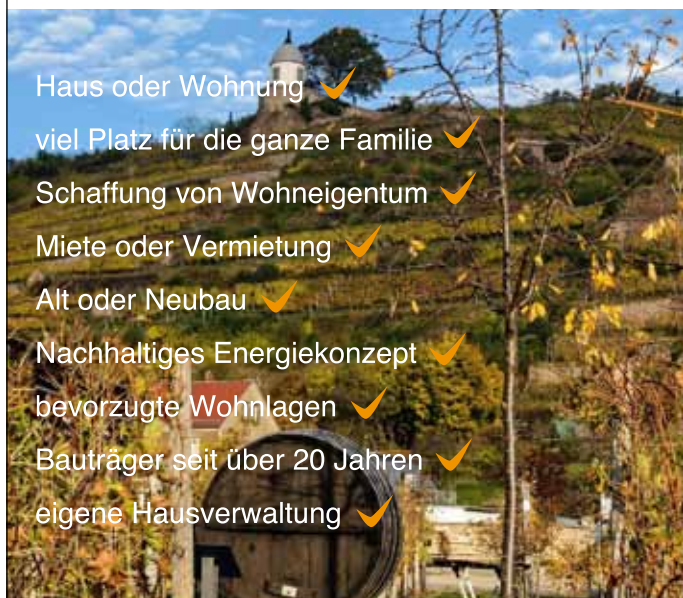 Haus oder Wohnung
viel Platz für die ganze Familie
Schaffung von Wohneigentum
Miete oder Vermietung
Alt oder Neubau
Nachhaltiges Energiekonzept
bevorzugte Wohnlagen
Bauträger seit über 20 Jahren
eigene Hausverwaltung